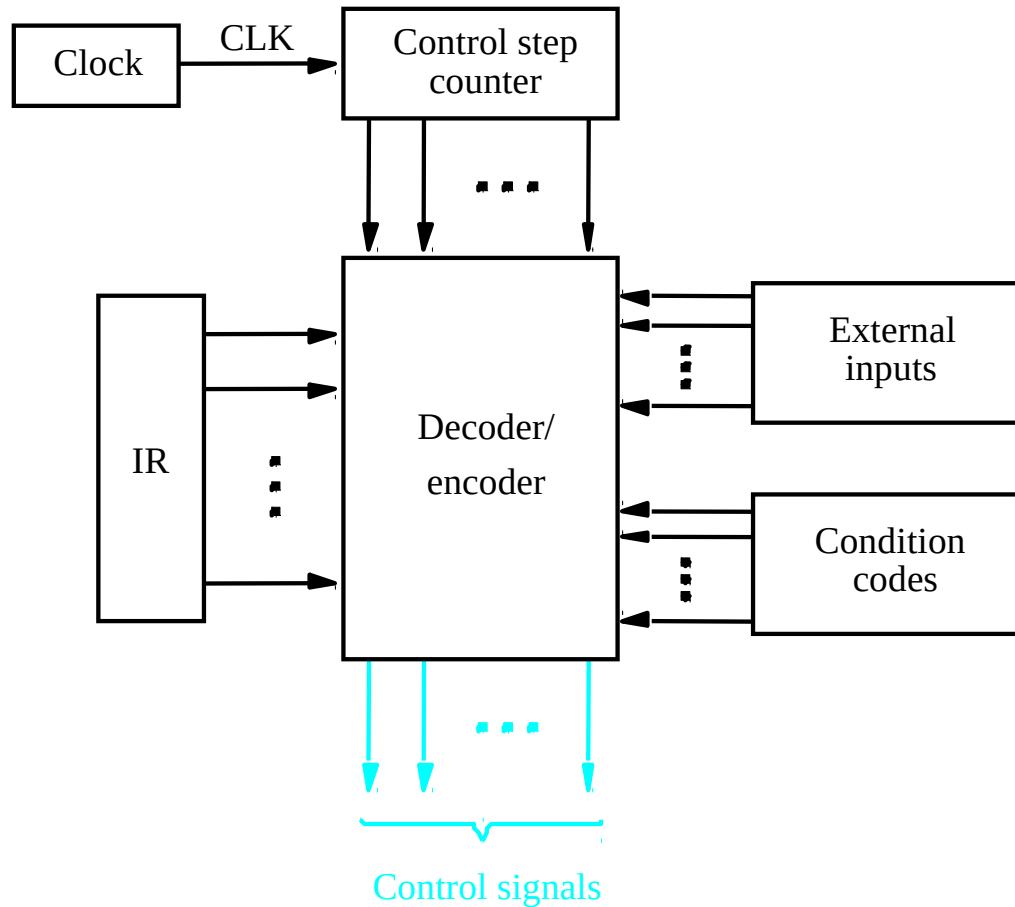 Clock
CLK
Control step
counter
IR
Decoder/
encoder
External
inputs
Condition
codes
Control signals